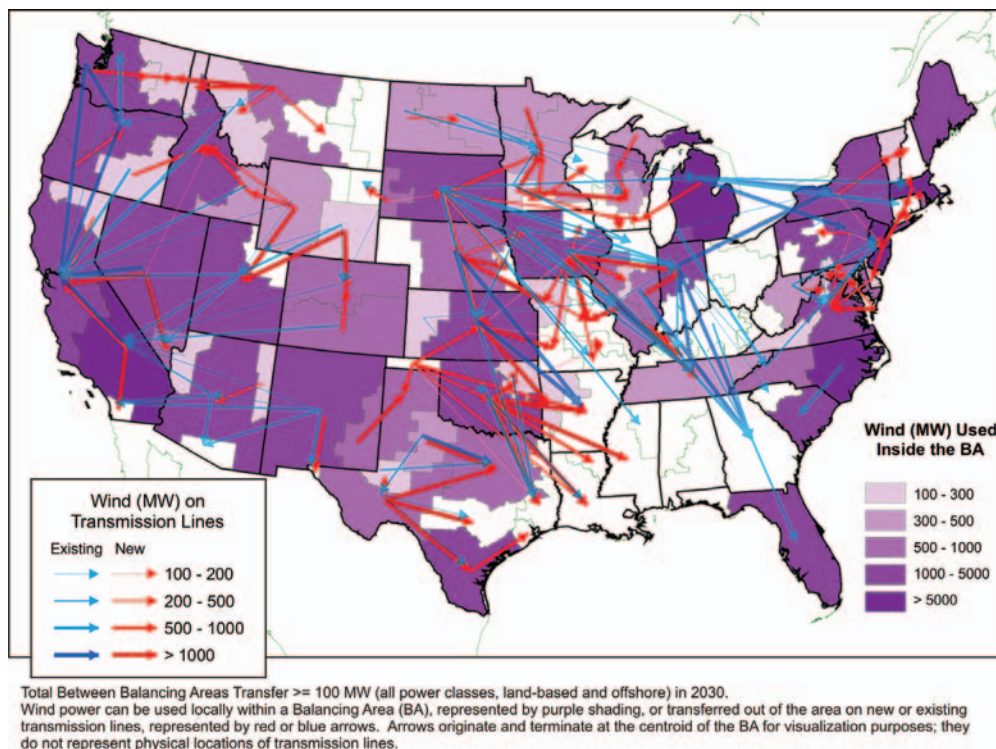 Wind (MW) Used
Inside the BA
100 - 300
300 - 500
500 - 1000
1000 - 5000
> 5000
Wind (MW) on
Transmission Lines
Existing New
100 - 200
200 - 500
500 - 1000
> 1000
Total Between Balancing Areas Transfer >= 100 MW (all power classes, land-based and offshore) in 2030.
Wind power can be used locally within a Balancing Area (BA), represented by purple shading, or transferred out of the area on new or existing
transmission lines, represented by red or blue arrows. Arrows originate and terminate at the centroid of the BA for visualization purposes; they
do not represent physical locations of transmission lines.